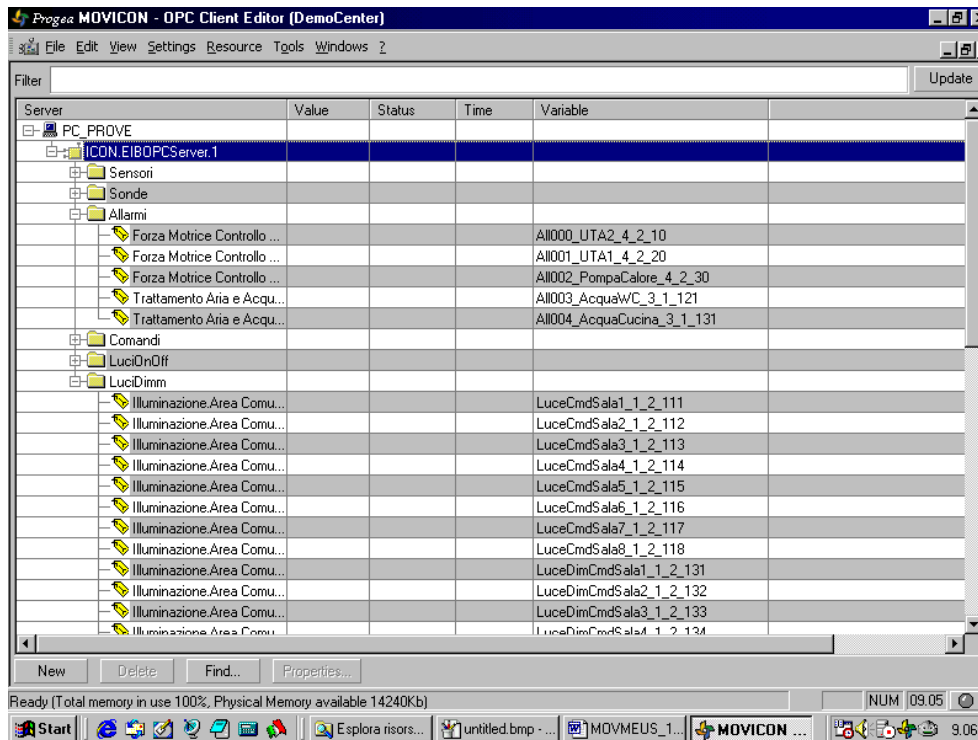 Progea MOVICON - OPC Client Editor (DemoCenter)
File Edit View Settings Resource Tools Windows ?
Filter Update
Server Value Status Time Variable
PC_PROVE
ICON.EIBOPCServer.1
Sensori
Sonde
Allarmi
Forza Motrice Controllo ... All000_UTA2_4_2_10
Forza Motrice Controllo ... All001_UTA1_4_2_20
Forza Motrice Controllo ... All002_PompaCalore_4_2_30
Trattamento Aria e Acqu... All003_AcquaWC_3_1_121
Trattamento Aria e Acqu... All004_AcquaCucina_3_1_131
Comandi
LuciOnOff
LuciDimm
Illuminazione.Area Comu... LuceCmdSala1_1_2_111
Illuminazione.Area Comu... LuceCmdSala2_1_2_112
Illuminazione.Area Comu... LuceCmdSala3_1_2_113
Illuminazione.Area Comu... LuceCmdSala4_1_2_114
Illuminazione.Area Comu... LuceCmdSala5_1_2_115
Illuminazione.Area Comu... LuceCmdSala6_1_2_116
Illuminazione.Area Comu... LuceCmdSala7_1_2_117
Illuminazione.Area Comu... LuceCmdSala8_1_2_118
Illuminazione.Area Comu... LuceDimCmdSala1_1_2_131
Illuminazione.Area Comu... LuceDimCmdSala2_1_2_132
Illuminazione.Area Comu... LuceDimCmdSala3_1_2_133
Illuminazione.Area Comu... LuceDimCmdSala4_1_2_134
New Delete Find... Properties...
Ready (Total memory in use 100%, Physical Memory available 14240Kb) NUM 09.05
Start Esplora risors... untitled.bmp - ... MOVMEUS_1... MOVICON ... 9.06